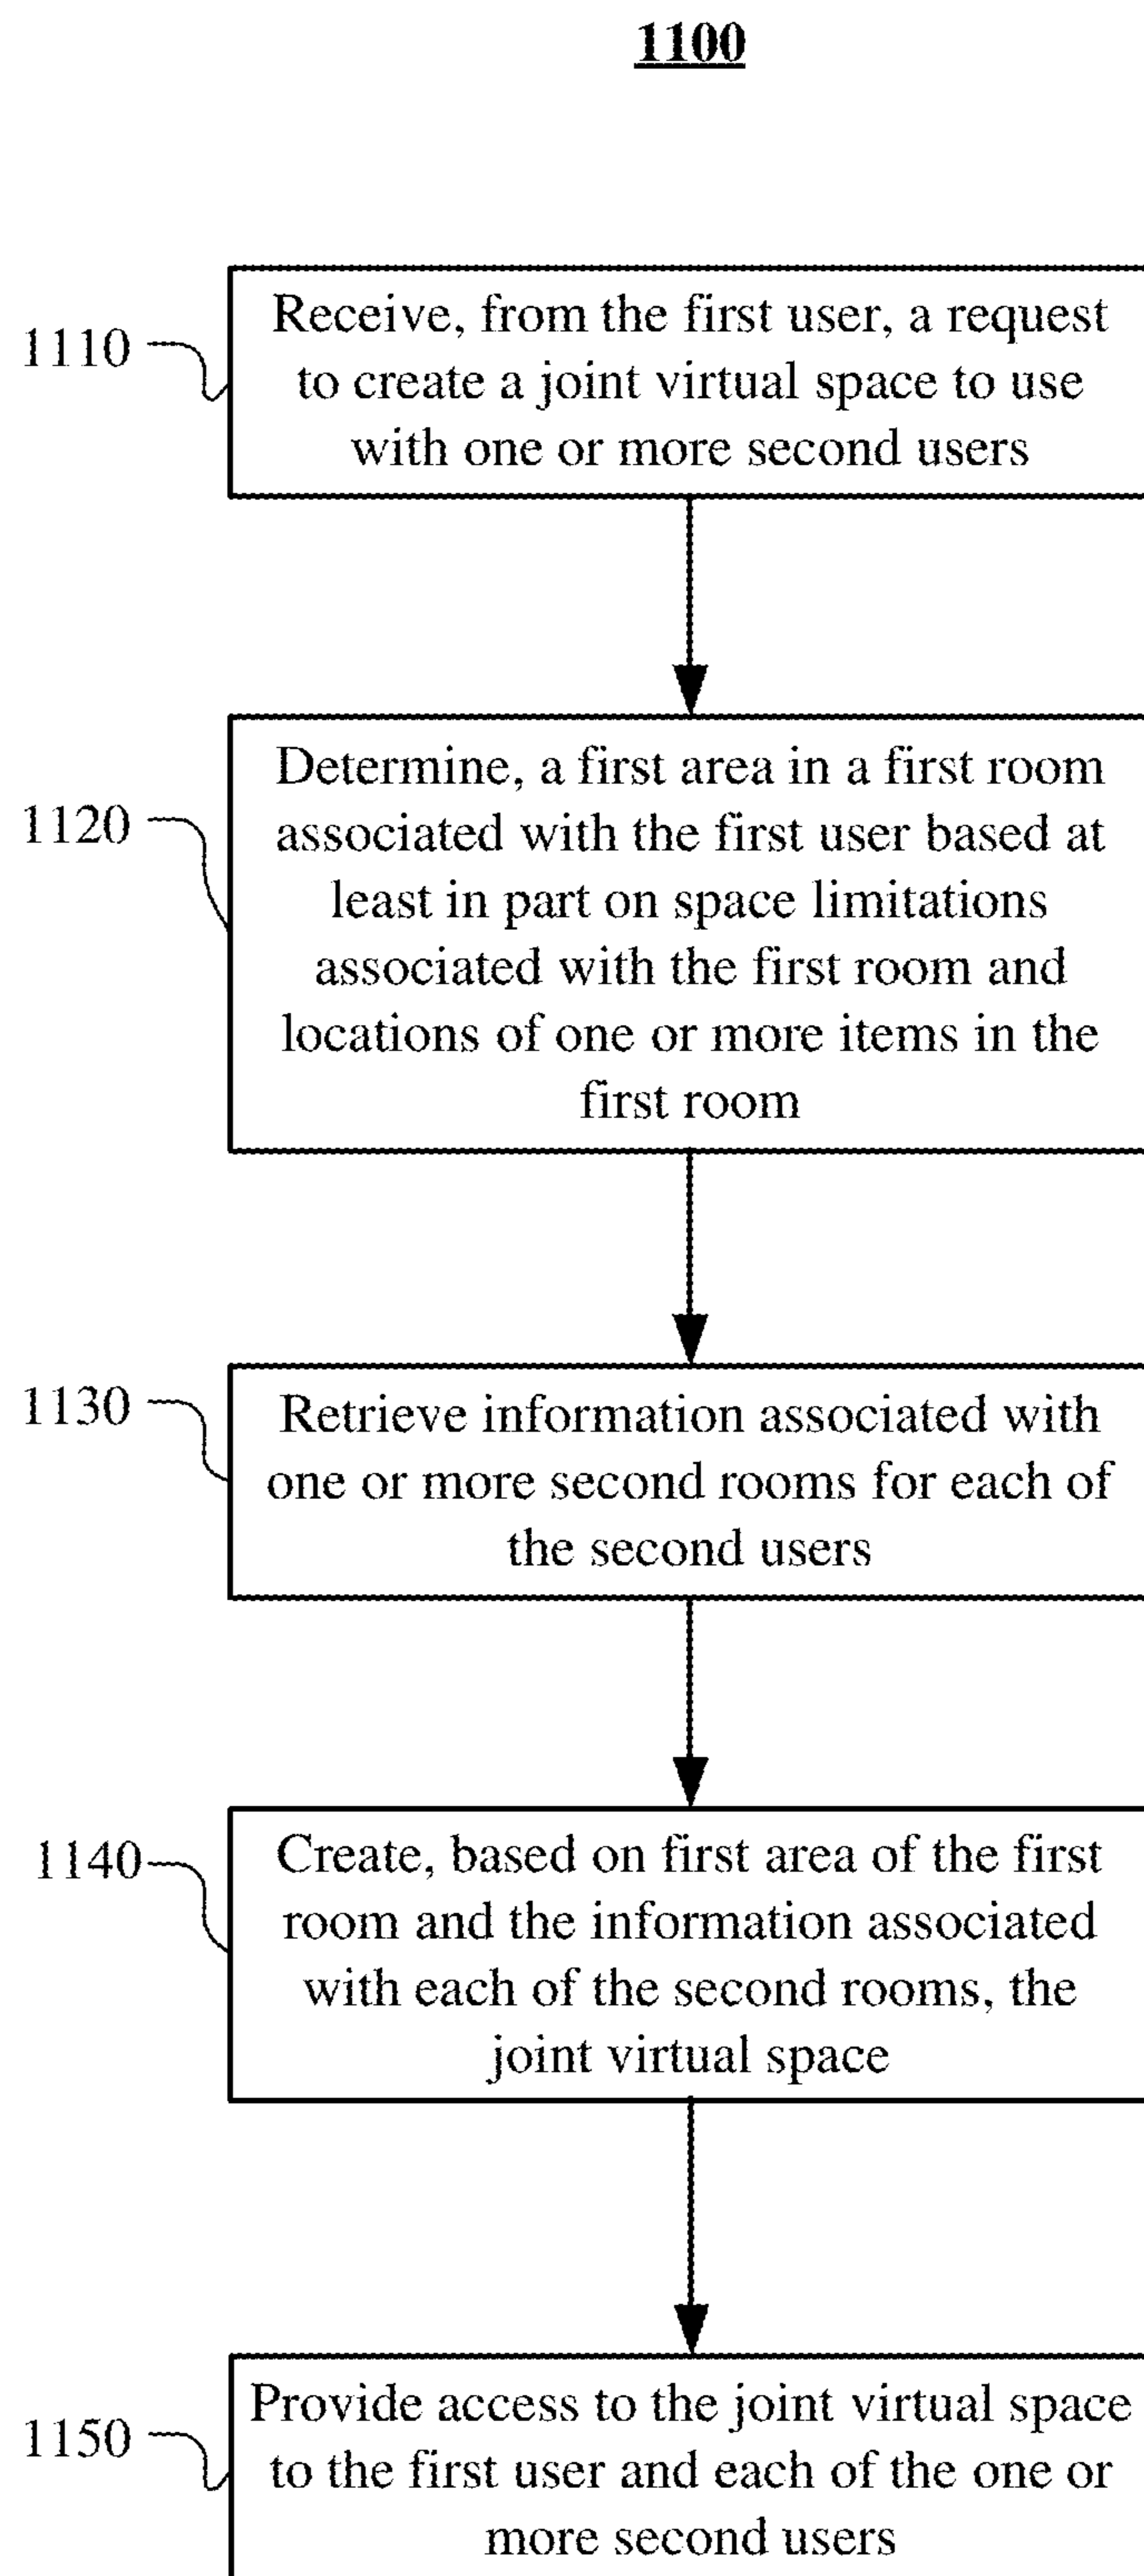 1100
1110
Receive, from the first user, a request
to create a joint virtual space to use
with one or more second users
1120
Determine, a first area in a first room
associated with the first user based at
least in part on space limitations
associated with the first room and
locations of one or more items in the
first room
1130
Retrieve information associated with
one or more second rooms for each of
the second users
1140
Create, based on first area of the first
room and the information associated
with each of the second rooms, the
joint virtual space
1150
Provide access to the joint virtual space
to the first user and each of the one or
more second users